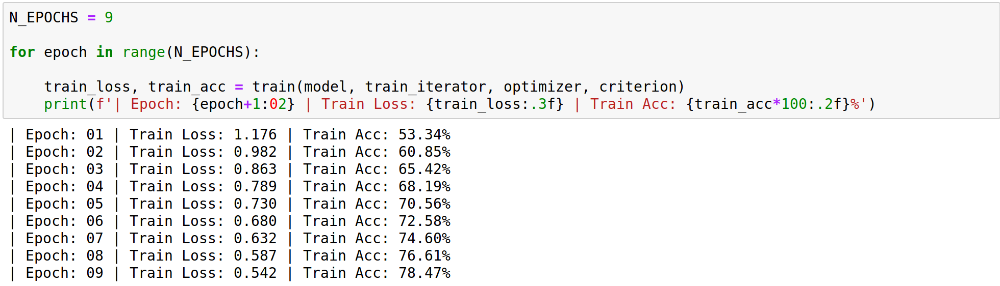 N_EPOCHS = 9
for epoch in range(N_EPOCHS):
    train_loss, train_acc = train(model, train_iterator, optimizer, criterion)
    print(f'| Epoch: {epoch+1:02} | Train Loss: {train_loss:.3f} | Train Acc: {train_acc*100:.2f}%')
| Epoch: 01 | Train Loss: 1.176 | Train Acc: 53.34%
| Epoch: 02 | Train Loss: 0.982 | Train Acc: 60.85%
| Epoch: 03 | Train Loss: 0.863 | Train Acc: 65.42%
| Epoch: 04 | Train Loss: 0.789 | Train Acc: 68.19%
| Epoch: 05 | Train Loss: 0.730 | Train Acc: 70.56%
| Epoch: 06 | Train Loss: 0.680 | Train Acc: 72.58%
| Epoch: 07 | Train Loss: 0.632 | Train Acc: 74.60%
| Epoch: 08 | Train Loss: 0.587 | Train Acc: 76.61%
| Epoch: 09 | Train Loss: 0.542 | Train Acc: 78.47%